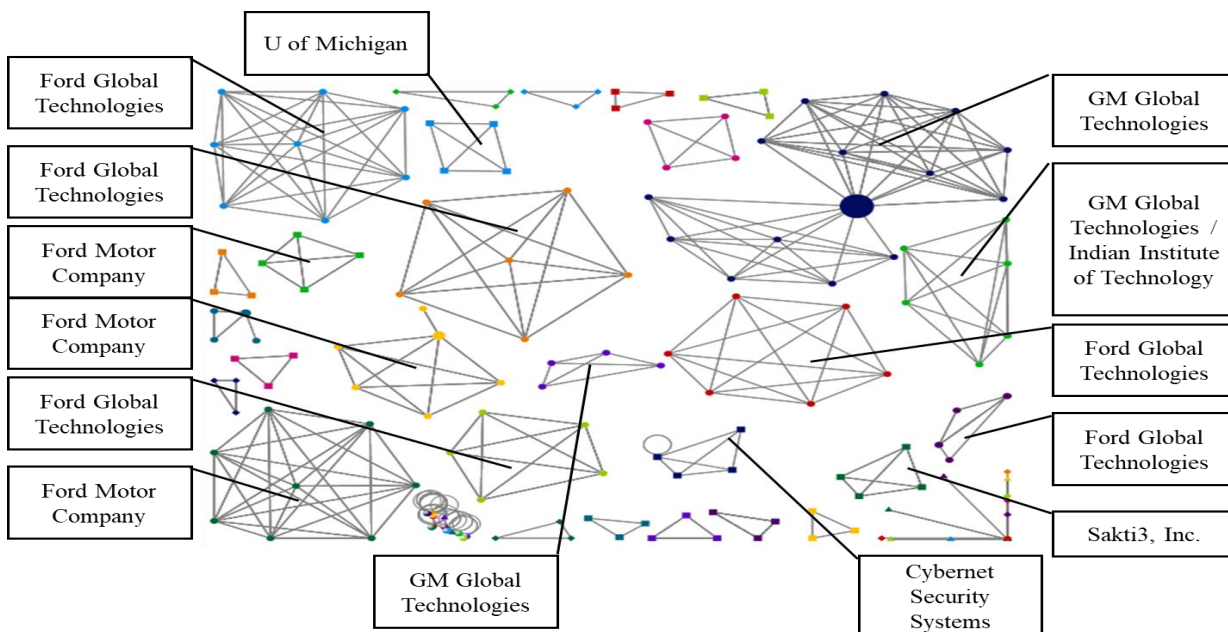 U of Michigan
Ford Global
Technologies
Ford Global
Technologies
Ford Motor
Company
Ford Motor
Company
Ford Global
Technologies
Ford Motor
Company
GM Global
Technologies
GM Global
Technologies /
Indian Institute
of Technology
Ford Global
Technologies
Ford Global
Technologies
Sakti3, Inc.
GM Global
Technologies
Cybernet
Security
Systems